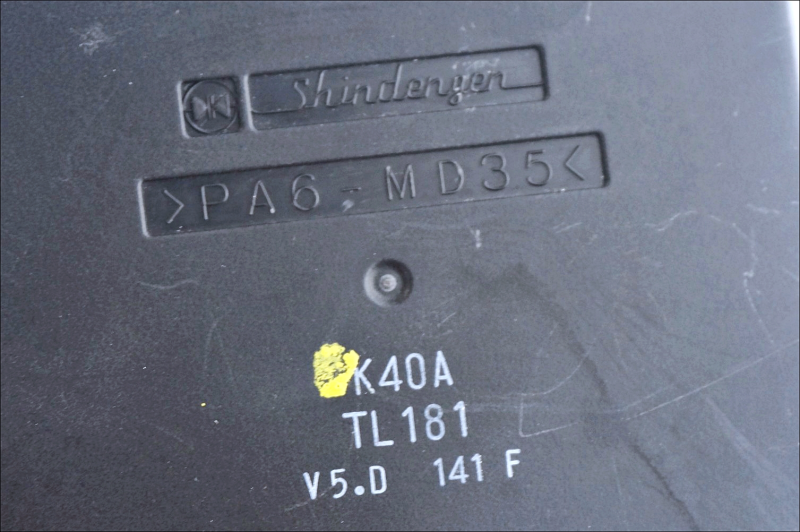 Shindengen
>PA6-MD35<
K40A
TL181
V5.D 141 F